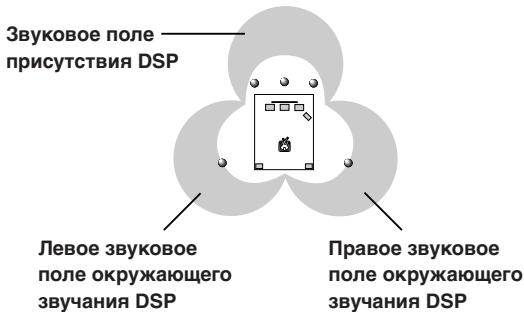 Звуковое поле
присутствия DSP
Левое звуковое
поле окружающего
звучания DSP
Правое звуковое
поле окружающего
звучания DSP